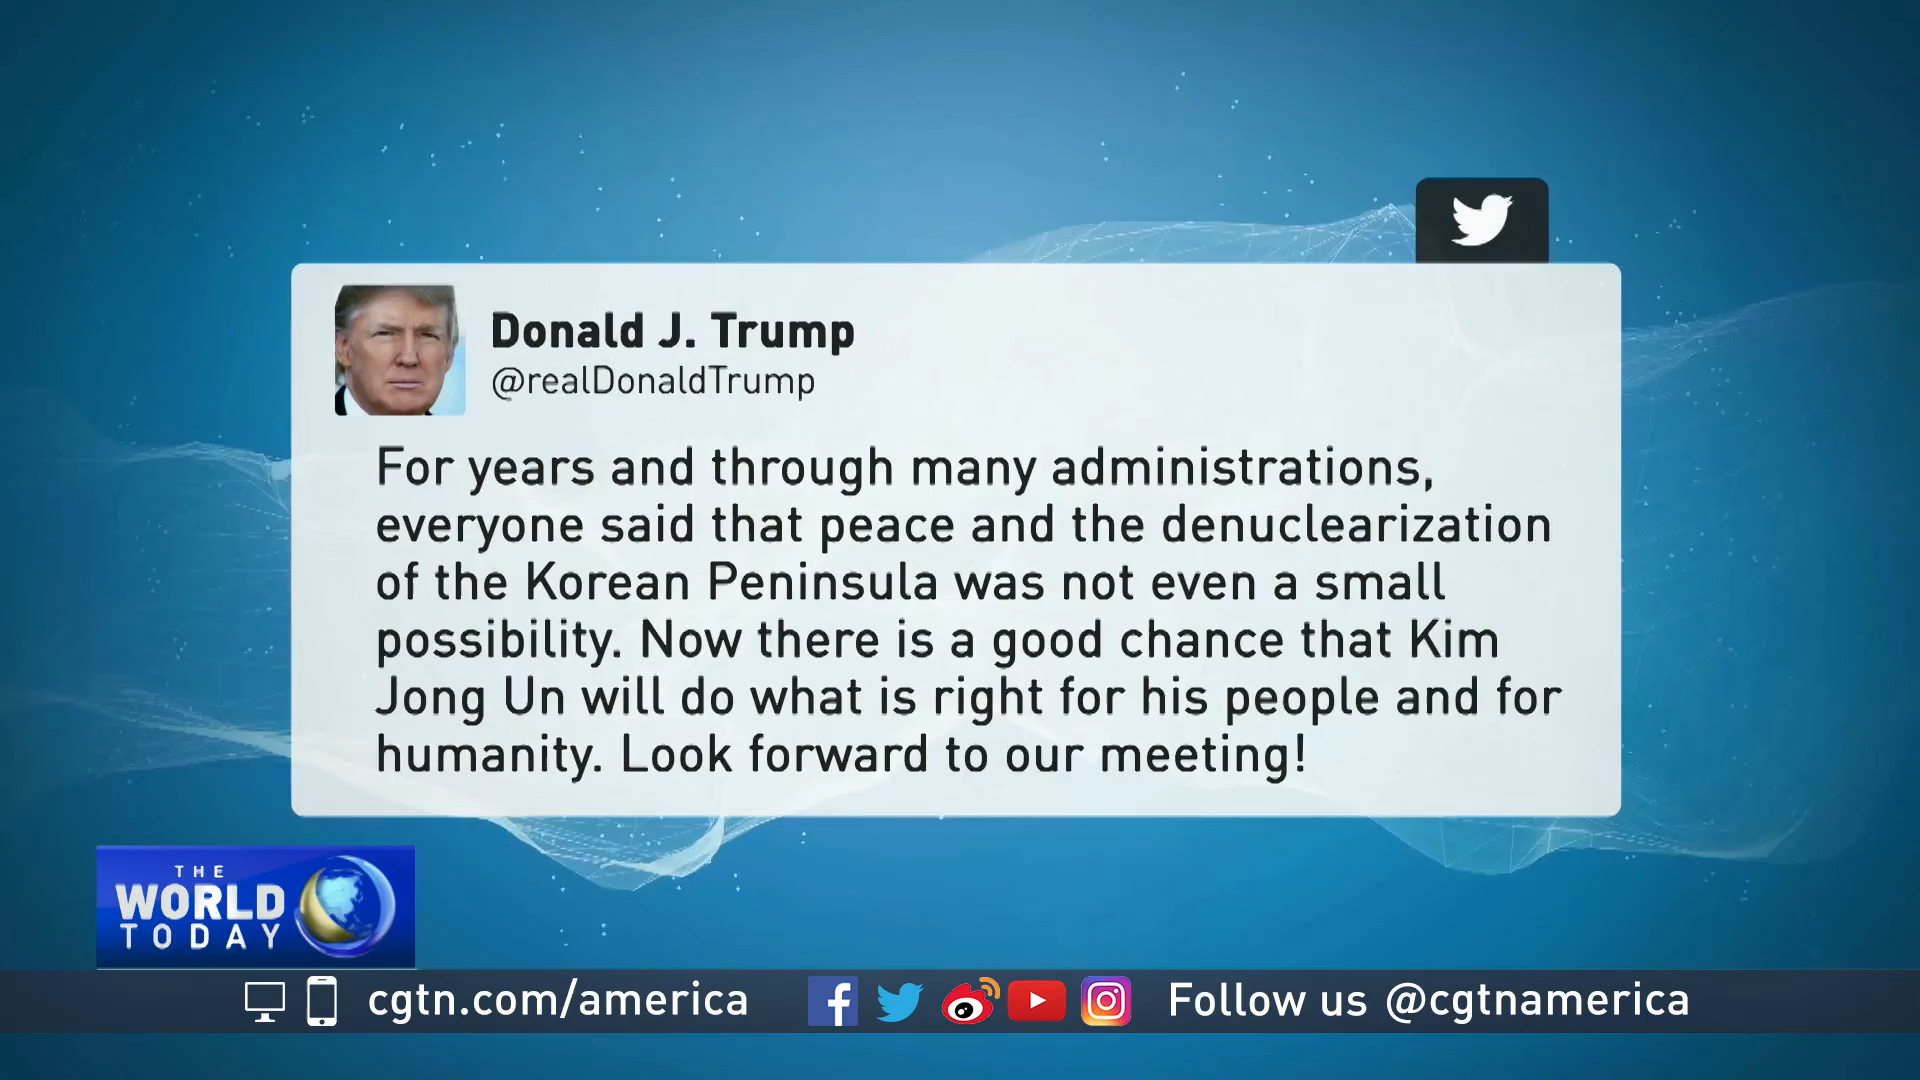 Donald J. Trump
@realDonaldTrump
For years and through many administrations,
everyone said that peace and the denuclearization
of the Korean Peninsula was not even a small
possibility. Now there is a good chance that Kim
Jong Un will do what is right for his people and for
humanity. Look forward to our meeting!
THE
WORLD
TODAY
cgtn.com/america
Follow us @cgtnamerica